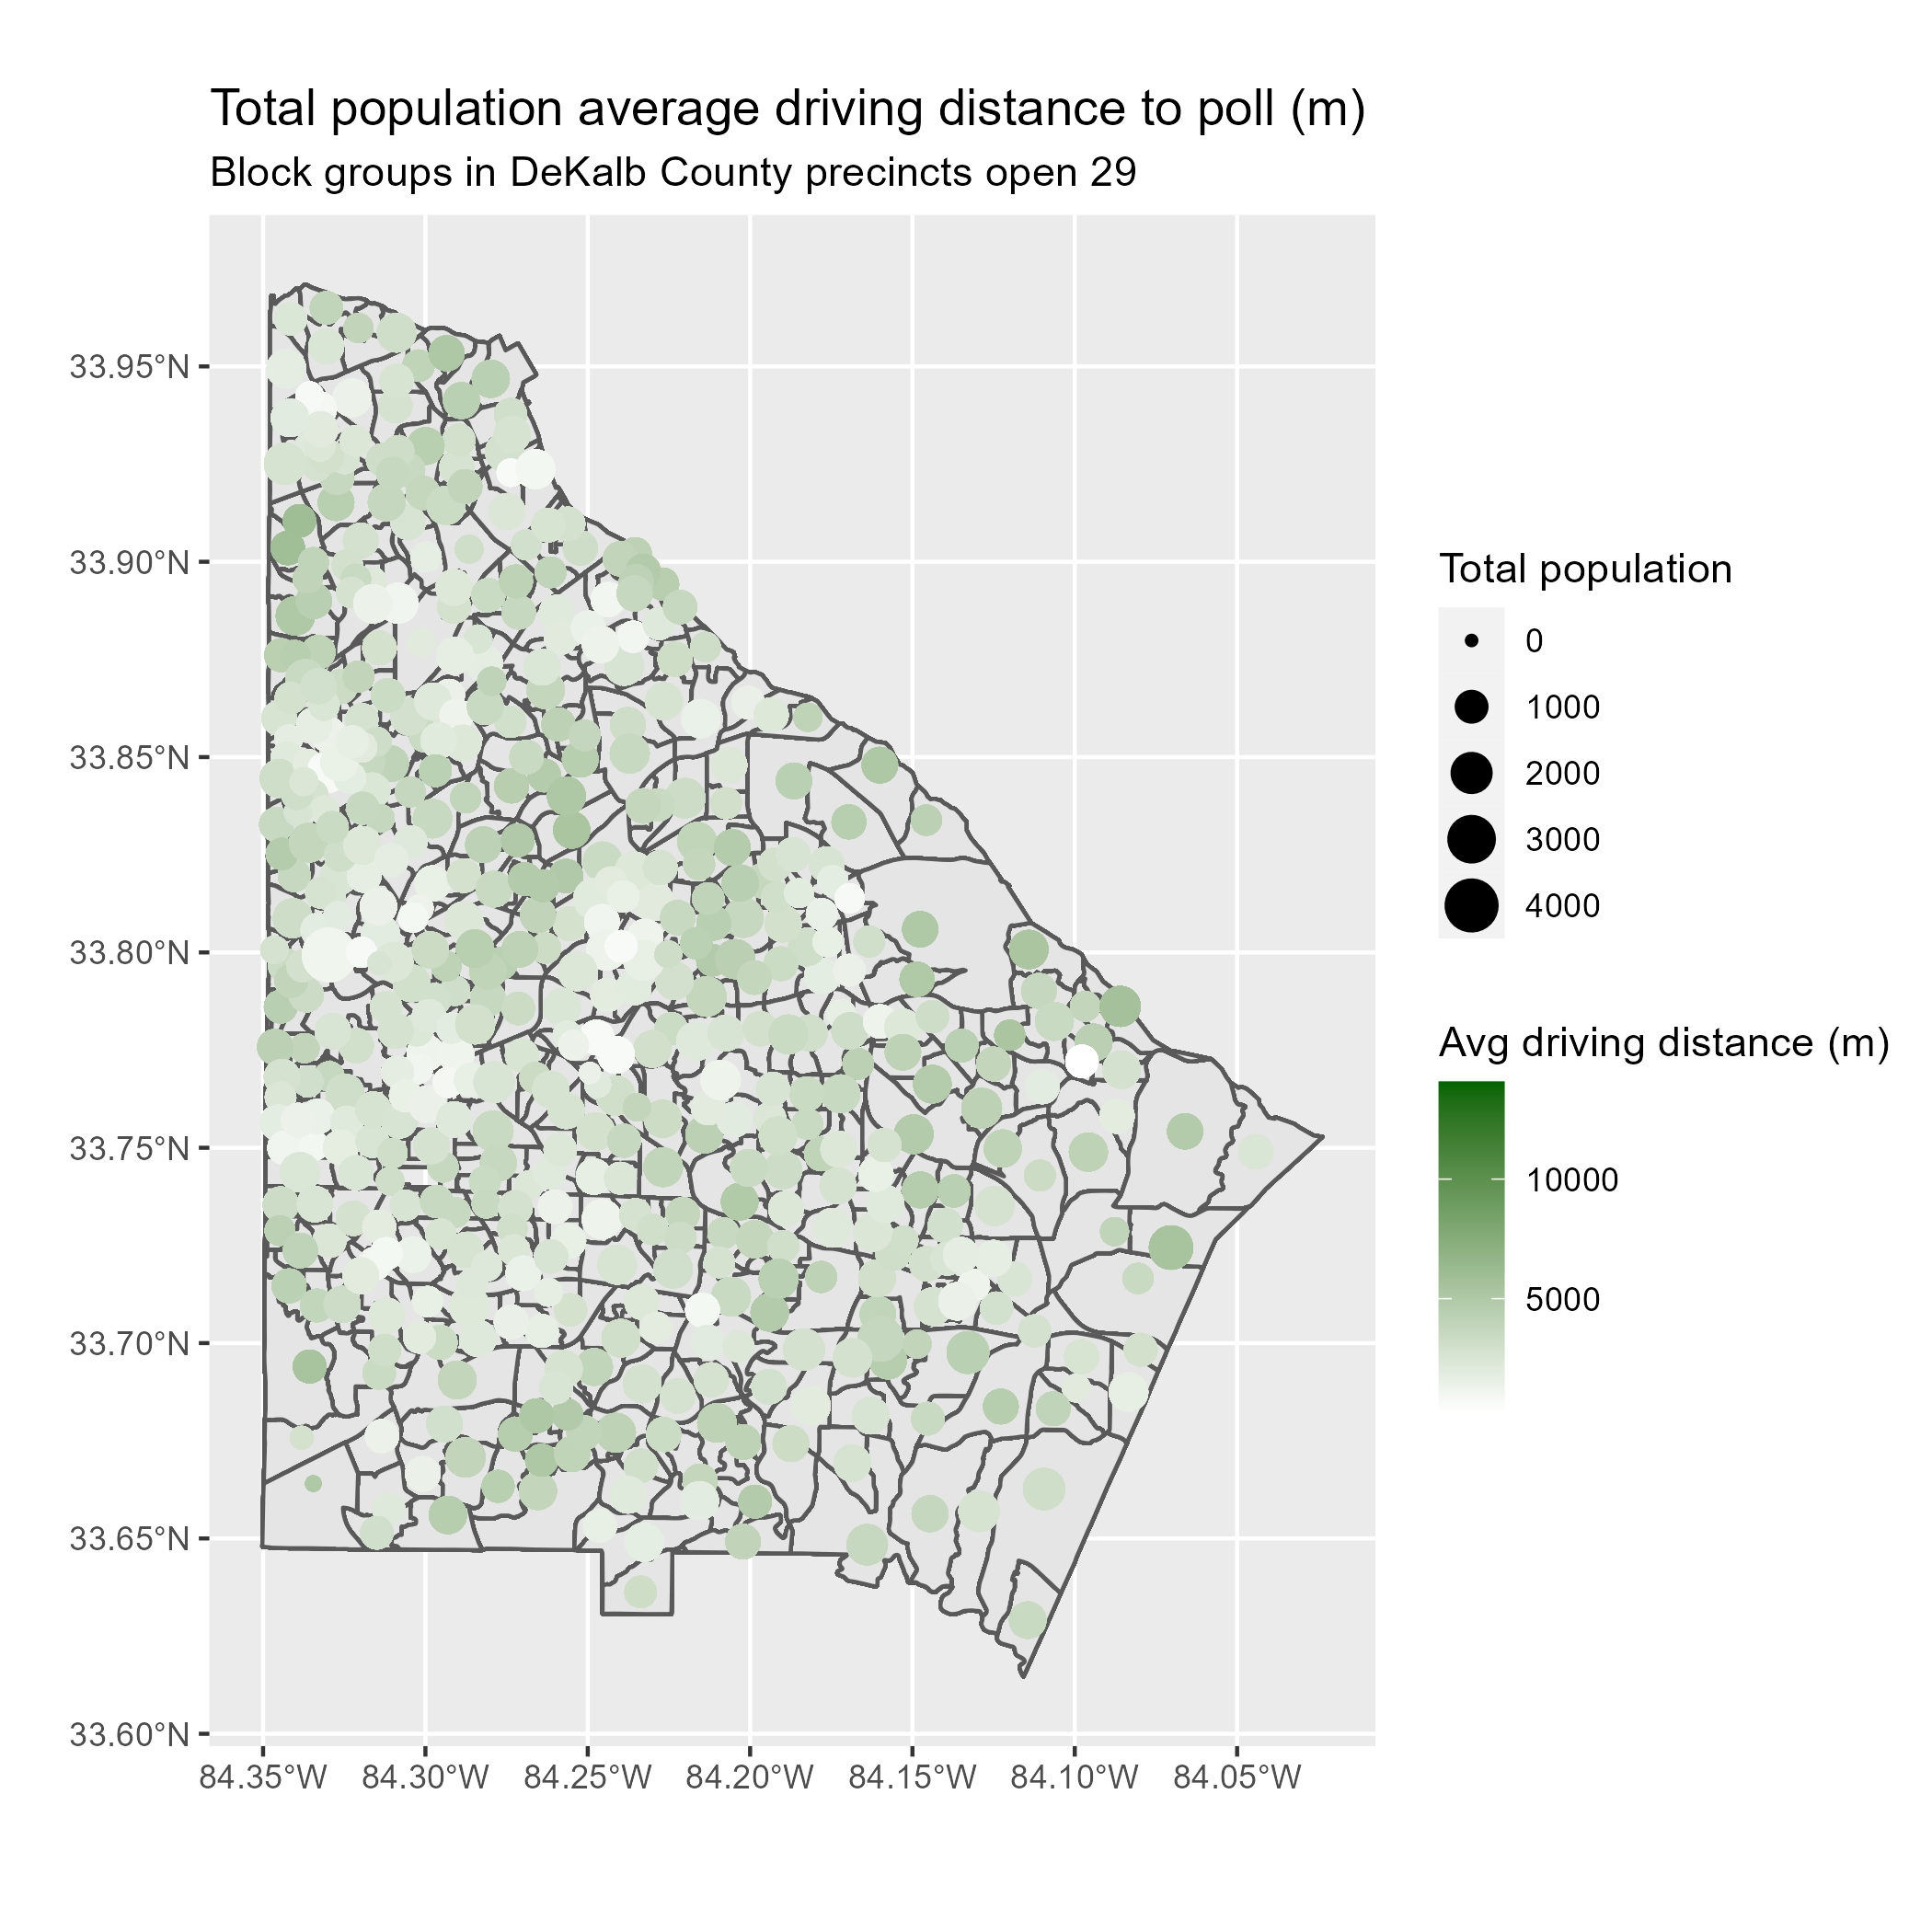 Total population average driving distance to poll (m)
Block groups in DeKalb County precincts open 29
33.95°N
33.90°N
33.85°N
33.80°N
33.75°N
33.70°N
33.65°N
33.60°N
84.35°W 84.30°W 84.25°W 84.20°W 84.15°W 84.10°W 84.05°W
Total population
0
1000
2000
3000
4000
Avg driving distance (m)
10000
5000